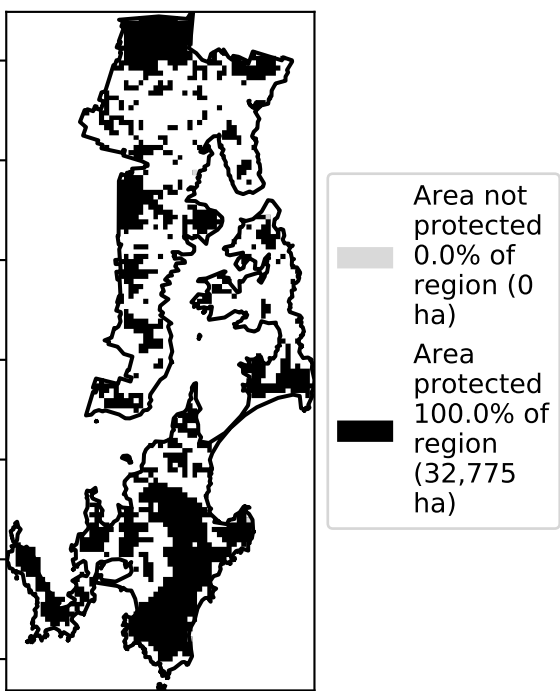 Area not
protected
0.0% of
region (0
ha)
Area
protected
100.0% of
region
(32,775
ha)